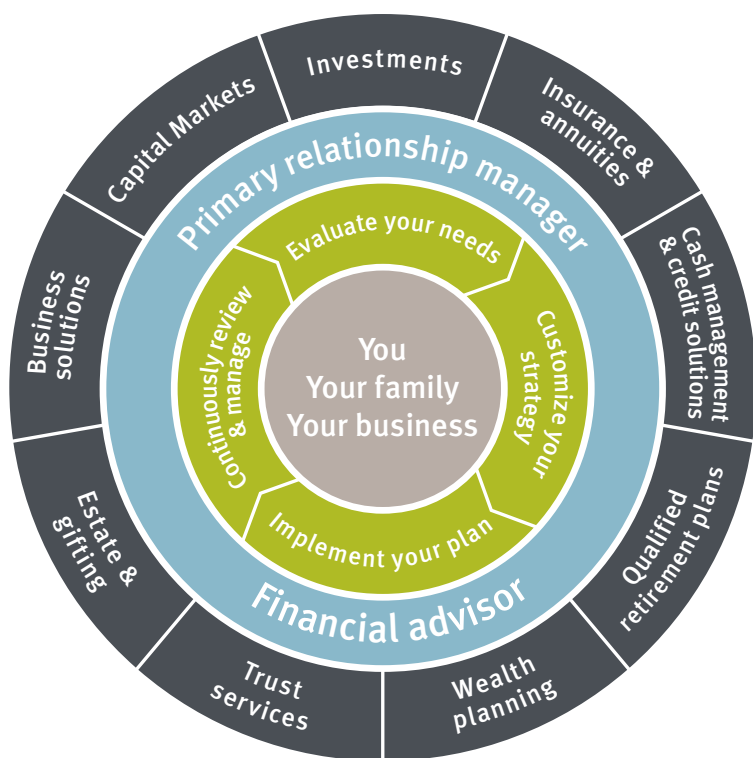 Investments
Insurance &
annuities
Cash management
& credit solutions
Qualified
retirement plans
Wealth
planning
Trust
services
Estate &
gifting
Business
solutions
Capital Markets
Primary relationship manager
Financial advisor
Evaluate your needs
Customize your
strategy
Implement your plan
Continuously review
& manage
You
Your family
Your business